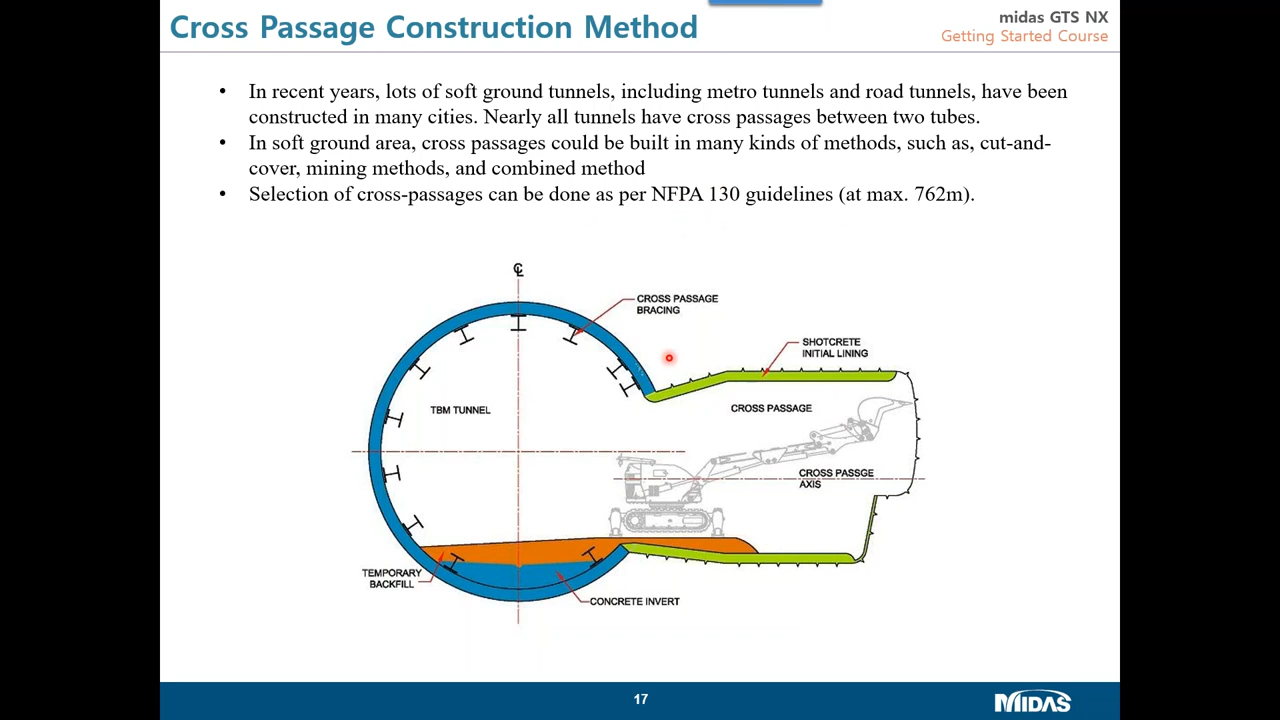 Cross Passage Construction Method
midas GTS NX
Getting Started Course
• In recent years, lots of soft ground tunnels, including metro tunnels and road tunnels, have been
constructed in many cities. Nearly all tunnels have cross passages between two tubes.
• In soft ground area, cross passages could be built in many kinds of methods, such as, cut-and-
cover, mining methods, and combined method
• Selection of cross-passages can be done as per NFPA 130 guidelines (at max. 762m).
℄
CROSS PASSAGE
BRACING
SHOTCRETE
INITIAL LINING
TBM TUNNEL
CROSS PASSAGE
CROSS PASSGE
AXIS
TEMPORARY
BACKFILL
CONCRETE INVERT
17
MIDAS